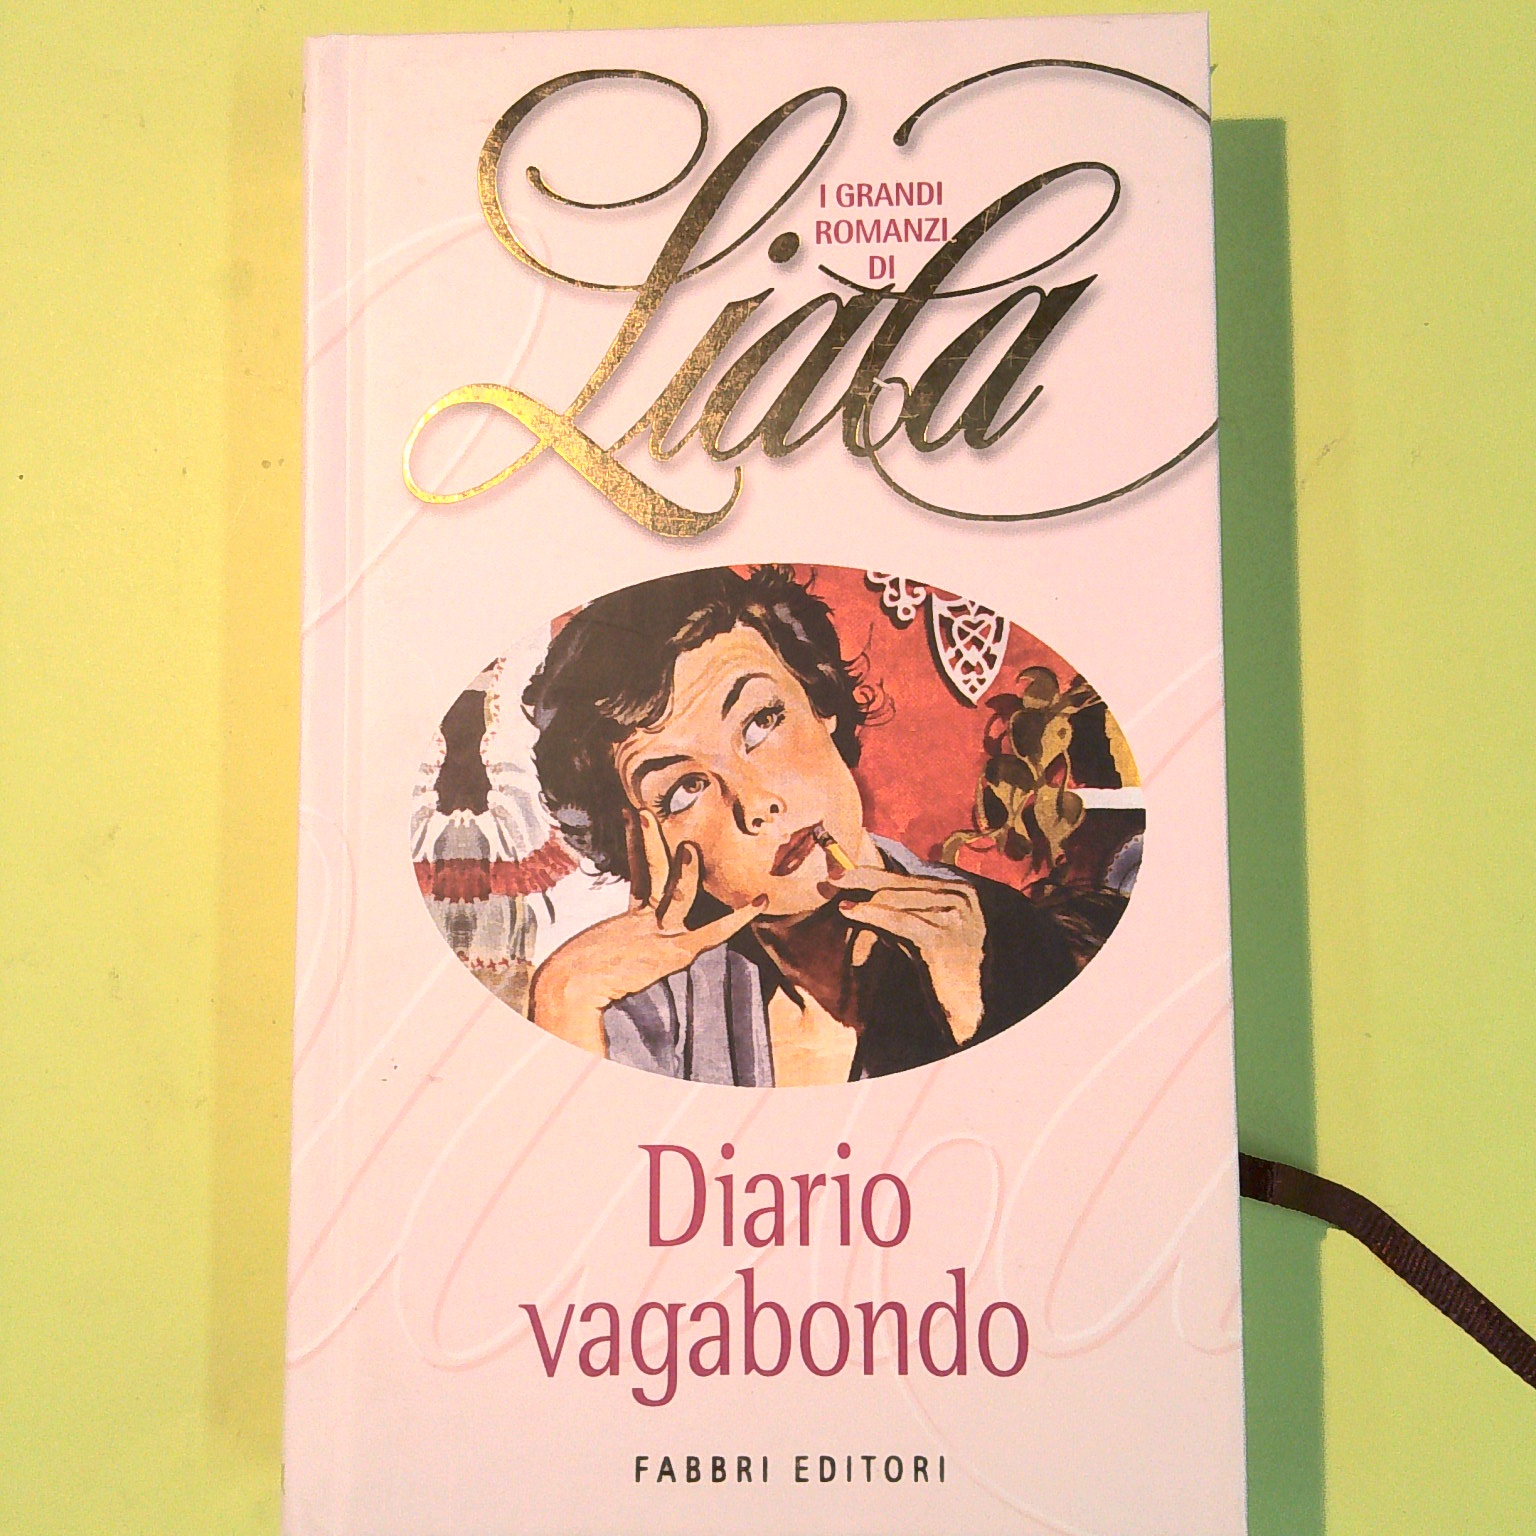 I GRANDI
ROMANZI
DI
Liala
Diario
vagabondo
FABBRI EDITORI